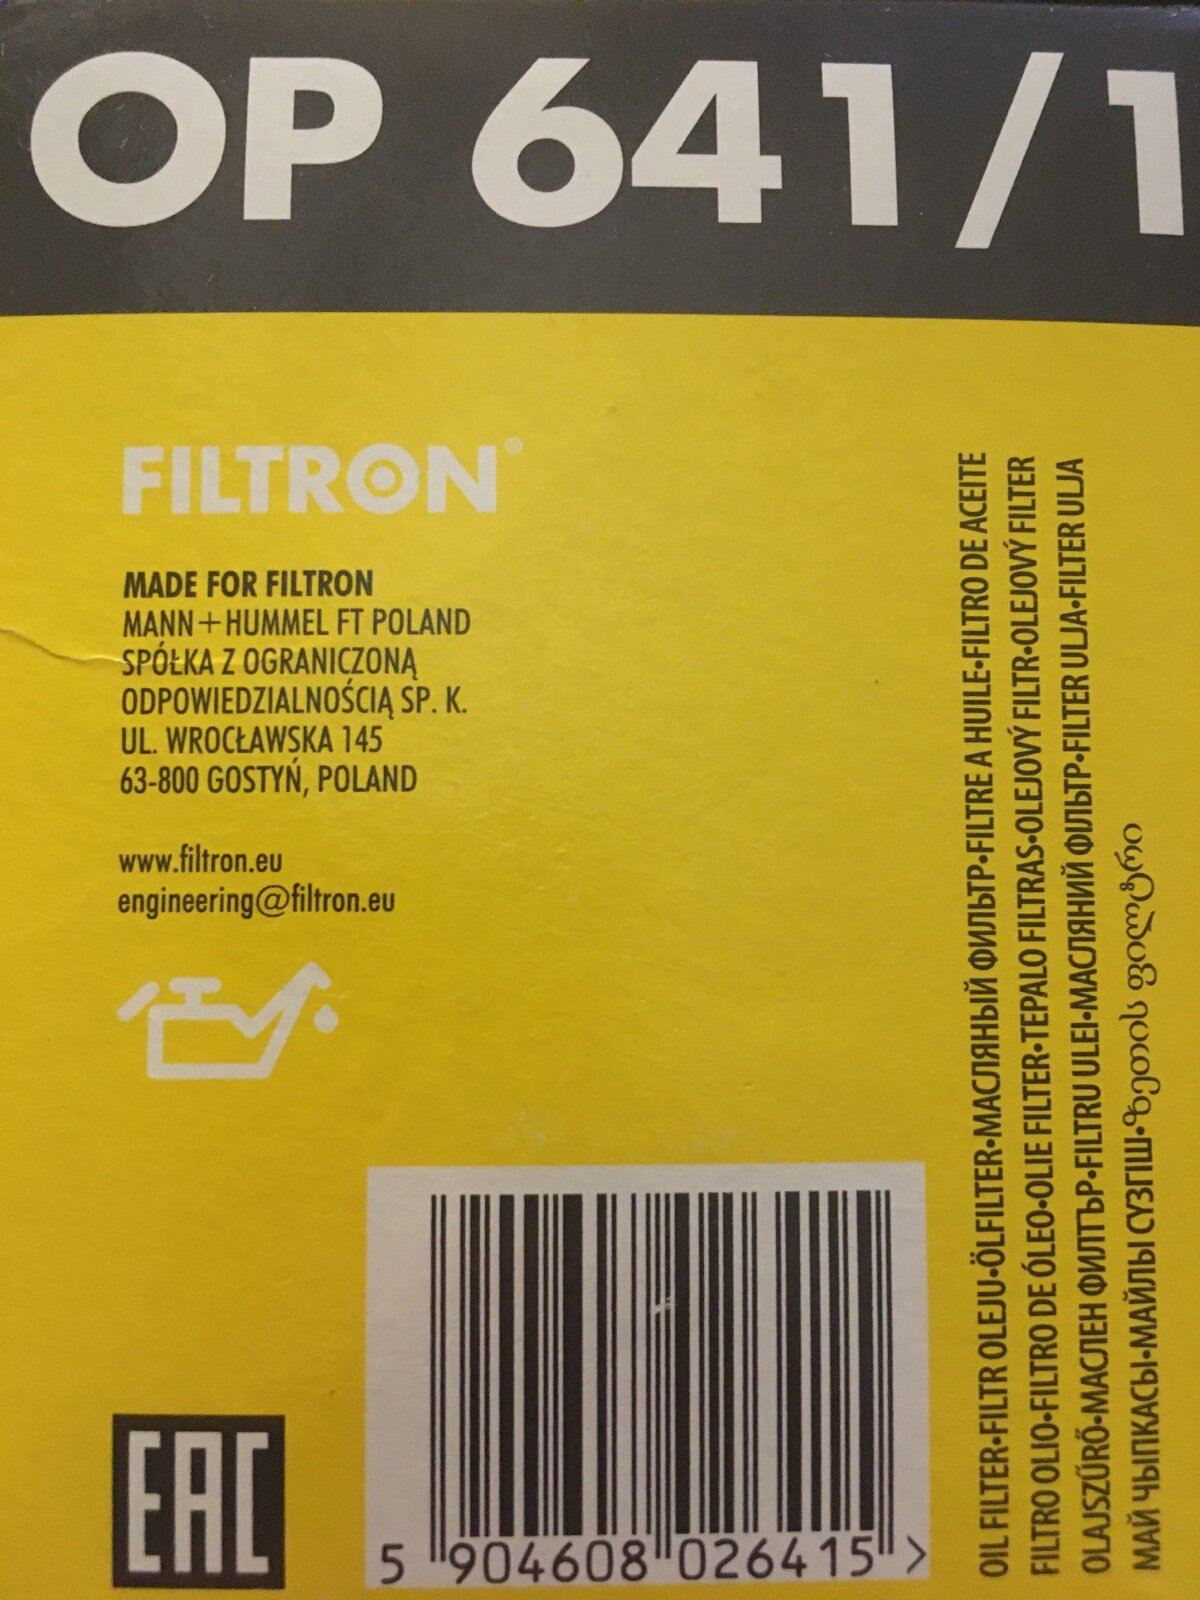 OP 641/1
FILTRON®
MADE FOR FILTRON
MANN+HUMMEL FT POLAND
SPÓŁKA Z OGRANICZONĄ
ODPOWIEDZIALNOŚCIĄ SP. K.
UL. WROCŁAWSKA 145
63-800 GOSTYŃ, POLAND
www.filtron.eu
engineering@filtron.eu
EAC
5 904608 026415 >
OIL FILTER•FILTR OLEJU•ÖLFILTER•МАСЛЯНЫЙ ФИЛЬТР•FILTRE A HUILE•FILTRO DE ACEITE
FILTRO OLIO•FILTRO DE ÓLEO•OLIE FILTER•TEPALO FILTRAS•OLEJOVÝ FILTR•OLEJOVÝ FILTER
OLAJSZŰRŐ•МАСЛЕН ФИЛТЪР•FILTRU ULEI•МАСЛЯНИЙ ФІЛЬТР•FILTER ULJA•FILTER ULJA
МАЙ ЧЫПКАСЫ•МАЙЛЫ СУЗГІШ•ზეთის ფილტრი